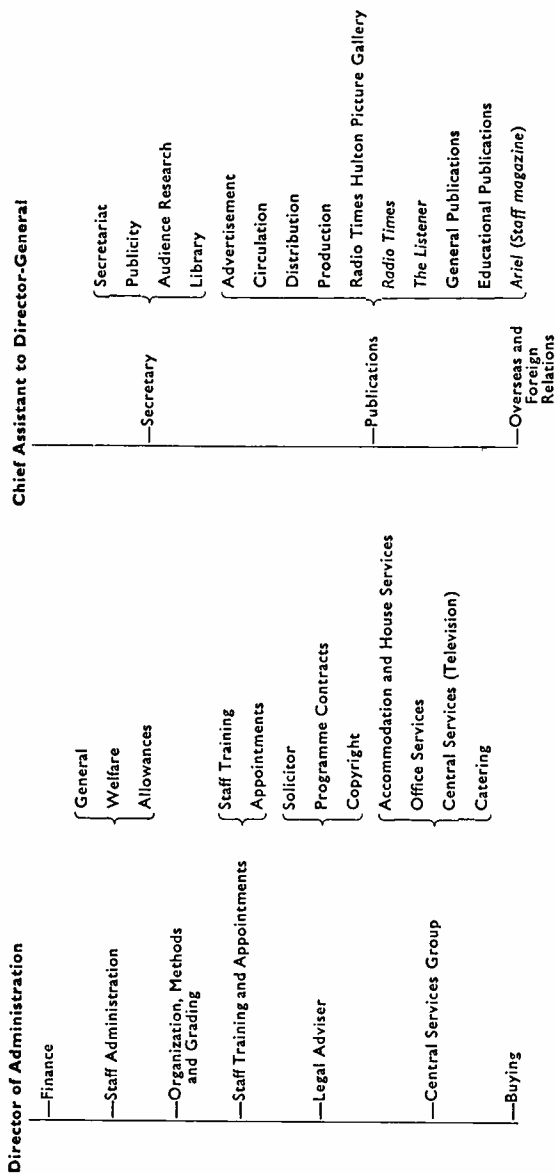 Director of Administration
—Finance
—Staff Administration
General
Welfare
Allowances
—Organization, Methods
and Grading
—Staff Training and Appointments
Staff Training
Appointments
—Legal Adviser
Solicitor
Programme Contracts
Copyright
—Central Services Group
Accommodation and House Services
Office Services
Central Services (Television)
Catering
—Buying
Chief Assistant to Director-General
—Secretary
Secretariat
Publicity
Audience Research
Library
—Publications
Advertisement
Circulation
Distribution
Production
Radio Times Hulton Picture Gallery
Radio Times
The Listener
General Publications
Educational Publications
Ariel (Staff magazine)
—Overseas and
Foreign
Relations